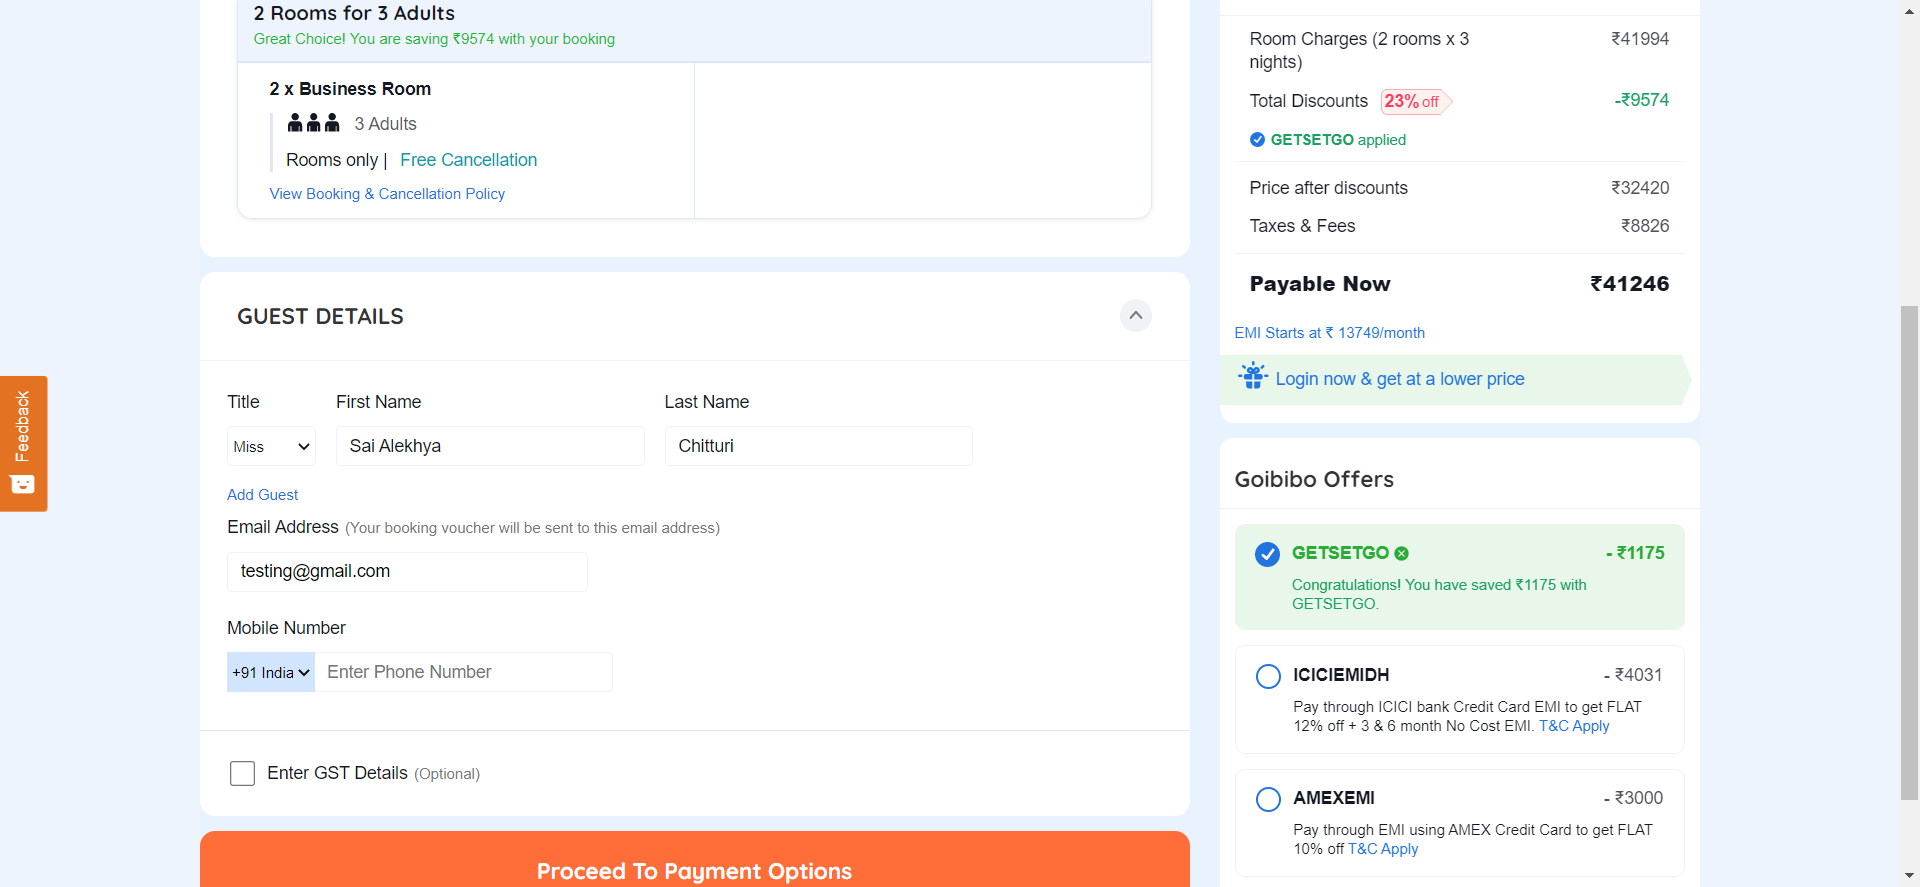 2 Rooms for 3 Adults
Great Choice! You are saving ₹9574 with your booking
2 x Business Room
3 Adults
Rooms only | Free Cancellation
View Booking & Cancellation Policy
GUEST DETAILS
Title
First Name
Last Name
Miss
Sai Alekhya
Chitturi
Add Guest
Email Address (Your booking voucher will be sent to this email address)
testing@gmail.com
Mobile Number
+91 India
Enter Phone Number
Enter GST Details (Optional)
Proceed To Payment Options
Feedback
Room Charges (2 rooms x 3
nights)
₹41994
Total Discounts 23% off -₹9574
GETSETGO applied
Price after discounts ₹32420
Taxes & Fees ₹8826
Payable Now ₹41246
EMI Starts at ₹ 13749/month
Login now & get at a lower price
Goibibo Offers
GETSETGO - ₹1175
Congratulations! You have saved ₹1175 with
GETSETGO.
ICICIEMIDH - ₹4031
Pay through ICICI bank Credit Card EMI to get FLAT
12% off + 3 & 6 month No Cost EMI. T&C Apply
AMEXEMI - ₹3000
Pay through EMI using AMEX Credit Card to get FLAT
10% off T&C Apply